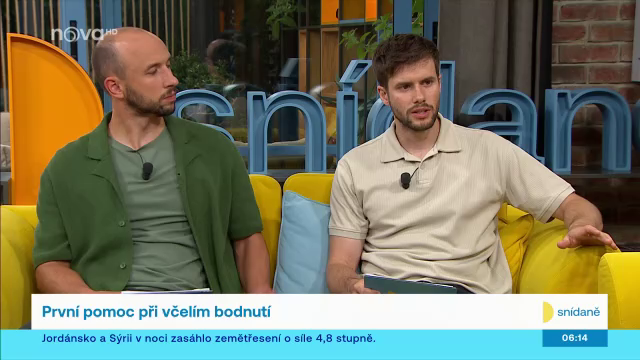 nova HD
snídan
První pomoc při včelím bodnutí
snídaně
Jordánsko a Sýrii v noci zasáhlo zemětřesení o síle 4,8 stupně.
06:14